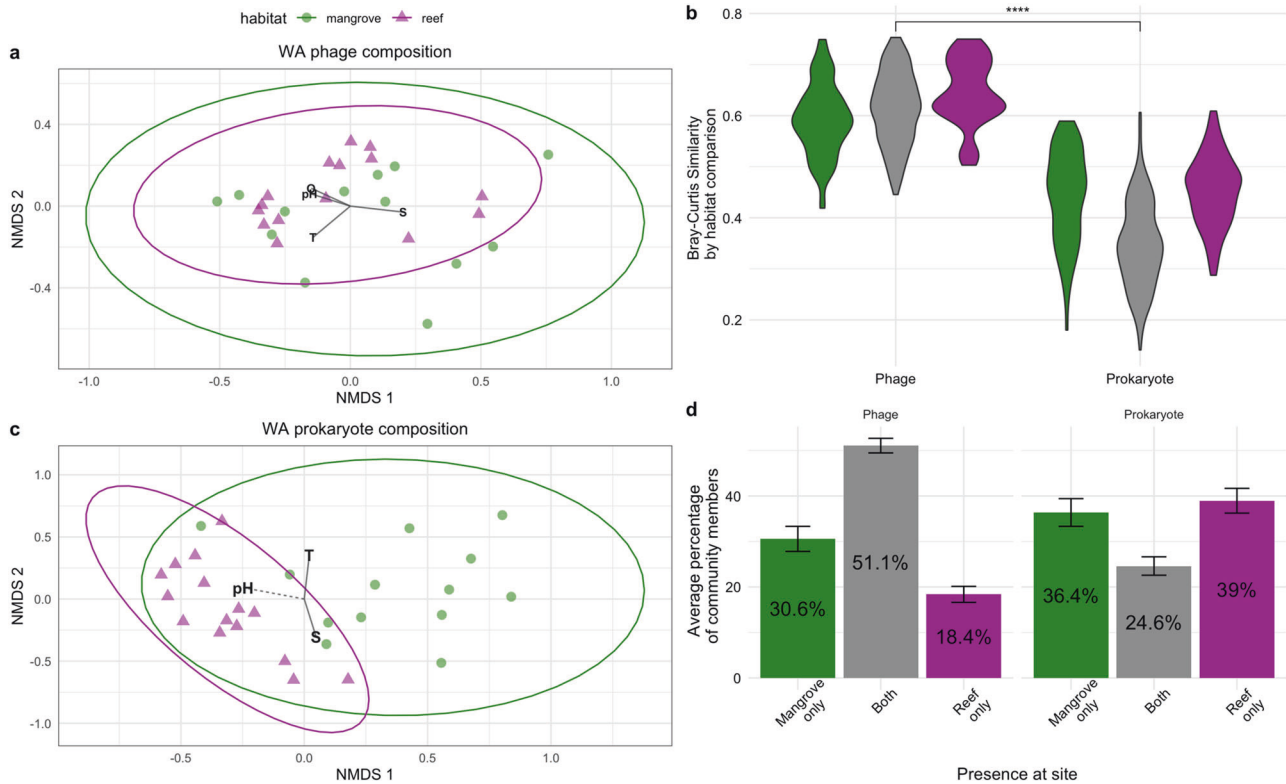 habitat mangrove reef
a
WA phage composition
NMDS 2
0.4
0.0
-0.4
O
pH
S
T
-1.0 -0.5 0.0 0.5 1.0
NMDS 1
b
Bray-Curtis Similarity
by habitat comparison
0.8
0.6
0.4
0.2
****
Phage Prokaryote
c
WA prokaryote composition
NMDS 2
1.0
0.5
0.0
-0.5
-1.0
T
pH
S
-0.5 0.0 0.5 1.0
NMDS 1
d
Phage Prokaryote
Average percentage
of community members
40
20
0
30.6%
51.1%
18.4%
36.4%
24.6%
39%
Mangrove
only
Both
Reef
only
Mangrove
only
Both
Reef
only
Presence at site